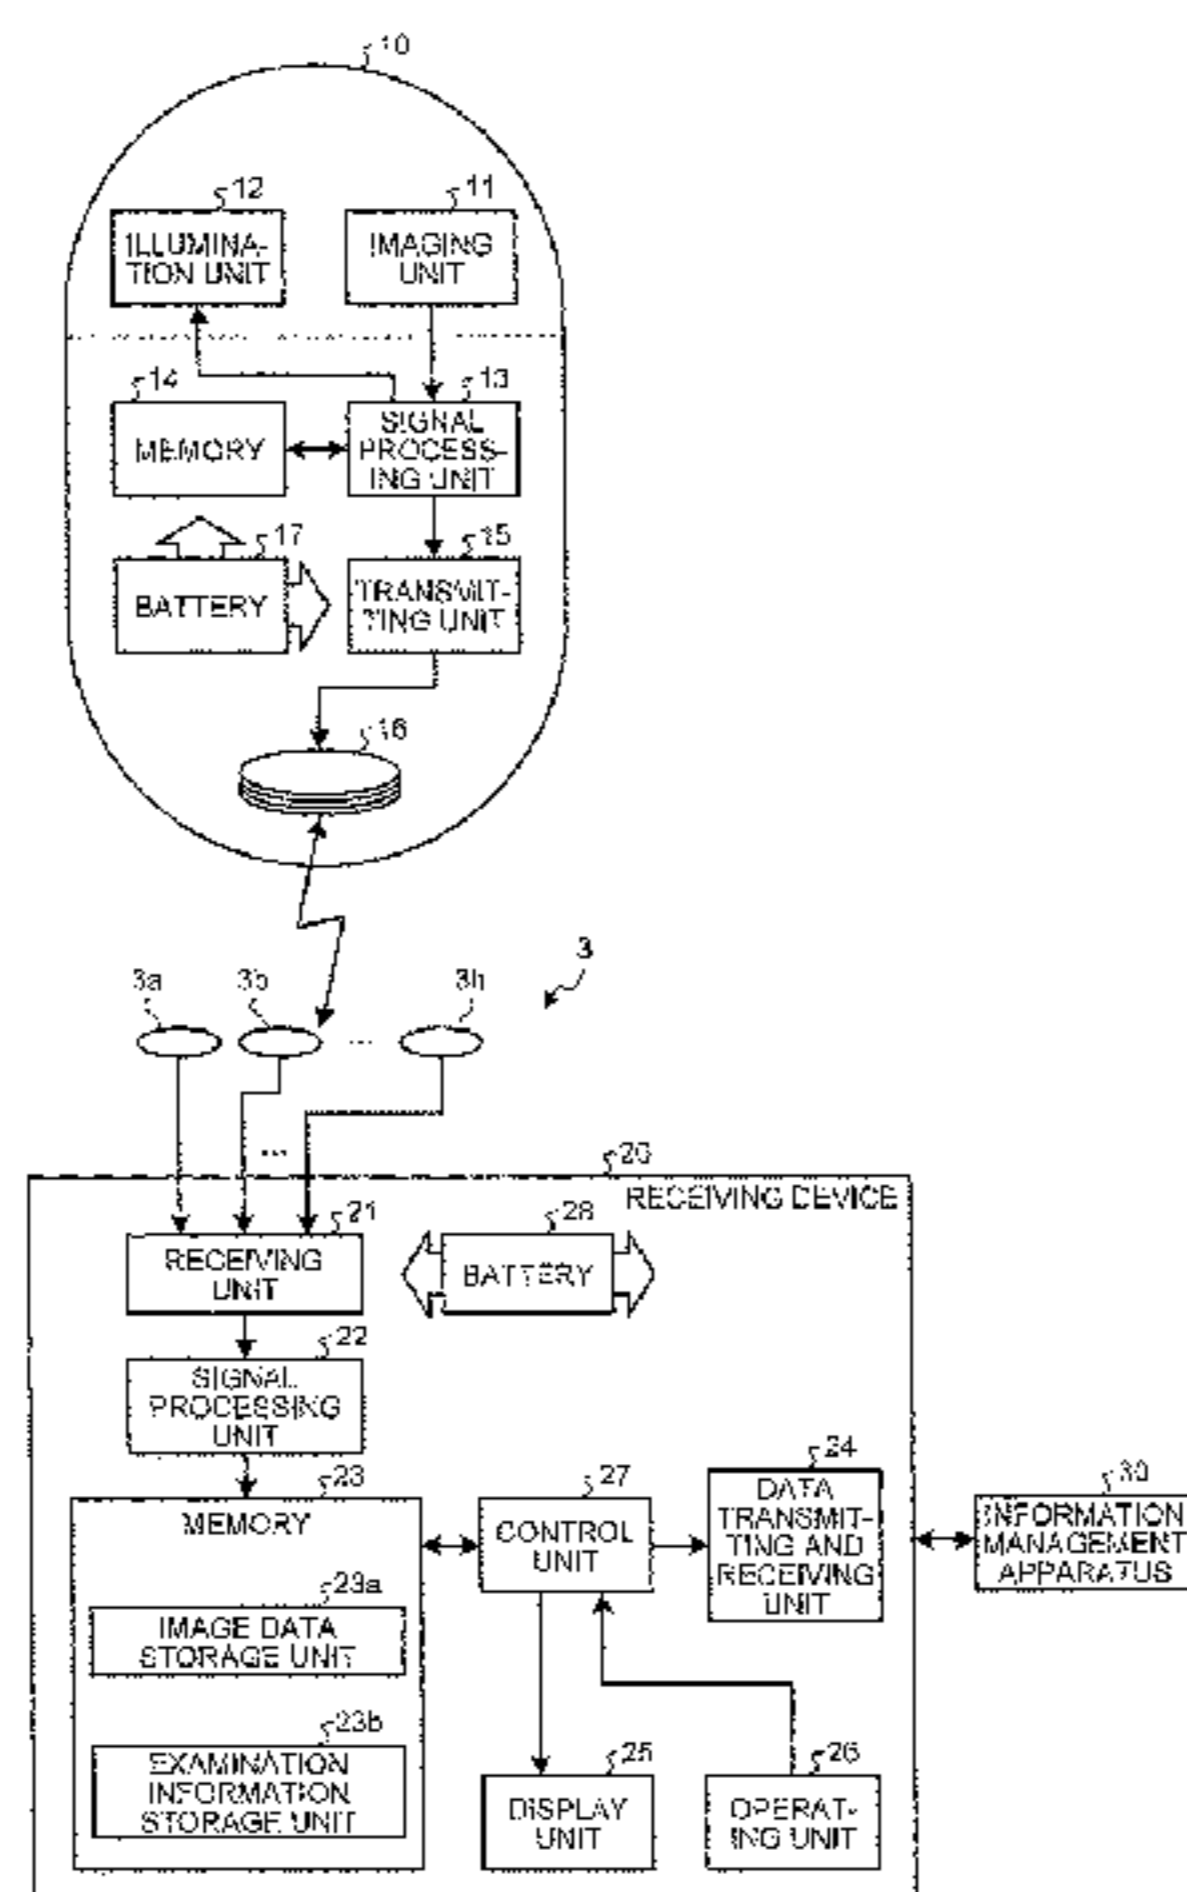 10
12
11
ILLUMINA-
TION UNIT
IMAGING
UNIT
14
13
MEMORY
SIGNAL
PROCESS-
ING UNIT
17
15
BATTERY
TRANSMIT-
TING UNIT
16
3
3a
3b
3h
...
...
20
RECEIVING DEVICE
21
28
RECEIVING
UNIT
BATTERY
22
SIGNAL
PROCESSING
UNIT
23
27
24
30
MEMORY
CONTROL
UNIT
DATA
TRANSMIT-
TING AND
RECEIVING
UNIT
INFORMATION
MANAGEMENT
APPARATUS
23a
IMAGE DATA
STORAGE UNIT
23b
25
26
EXAMINATION
INFORMATION
STORAGE UNIT
DISPLAY
UNIT
OPERAT-
ING UNIT